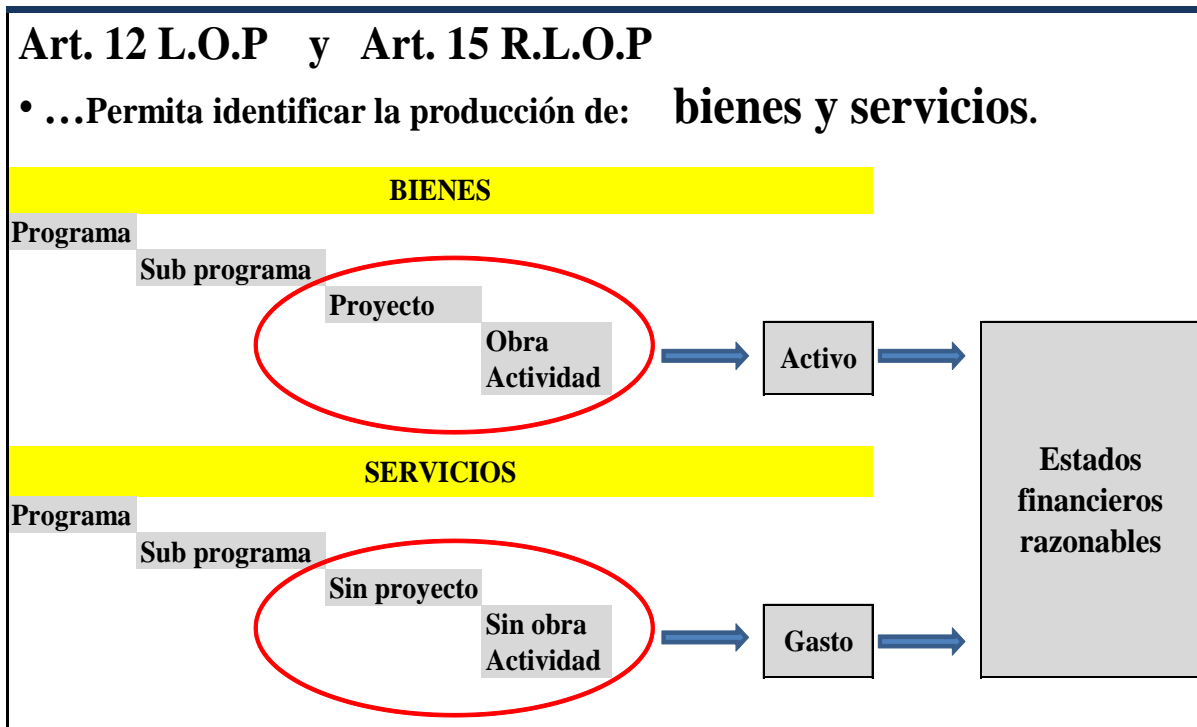 Art. 12 L.O.P y Art. 15 R.L.O.P
• …Permita identificar la producción de: bienes y servicios.
BIENES
Programa
Sub programa
Proyecto
Obra
Actividad
Activo
SERVICIOS
Programa
Sub programa
Sin proyecto
Sin obra
Actividad
Gasto
Estados
financieros
razonables